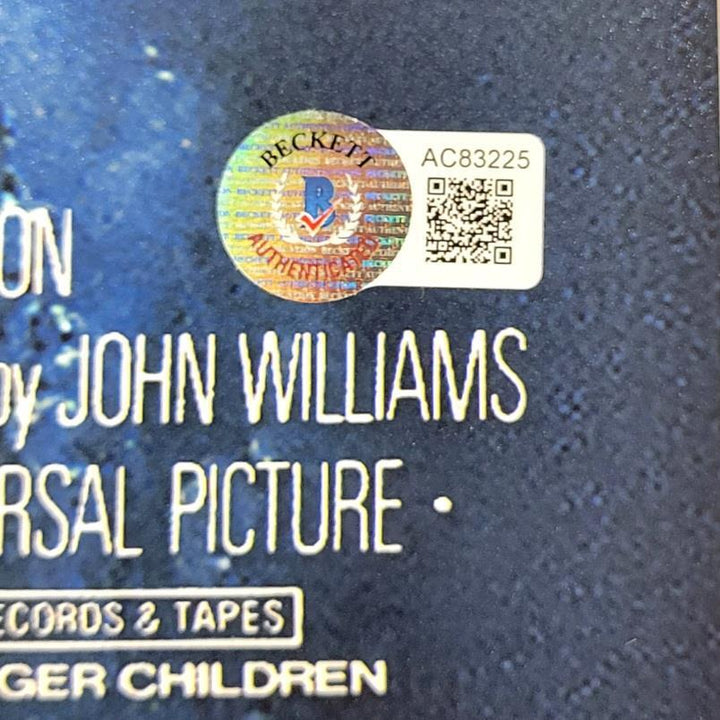 BECKETT
AUTHENTICATED
AC83225
ON
by JOHN WILLIAMS
RSAL PICTURE •
ECORDS & TAPES
GER CHILDREN